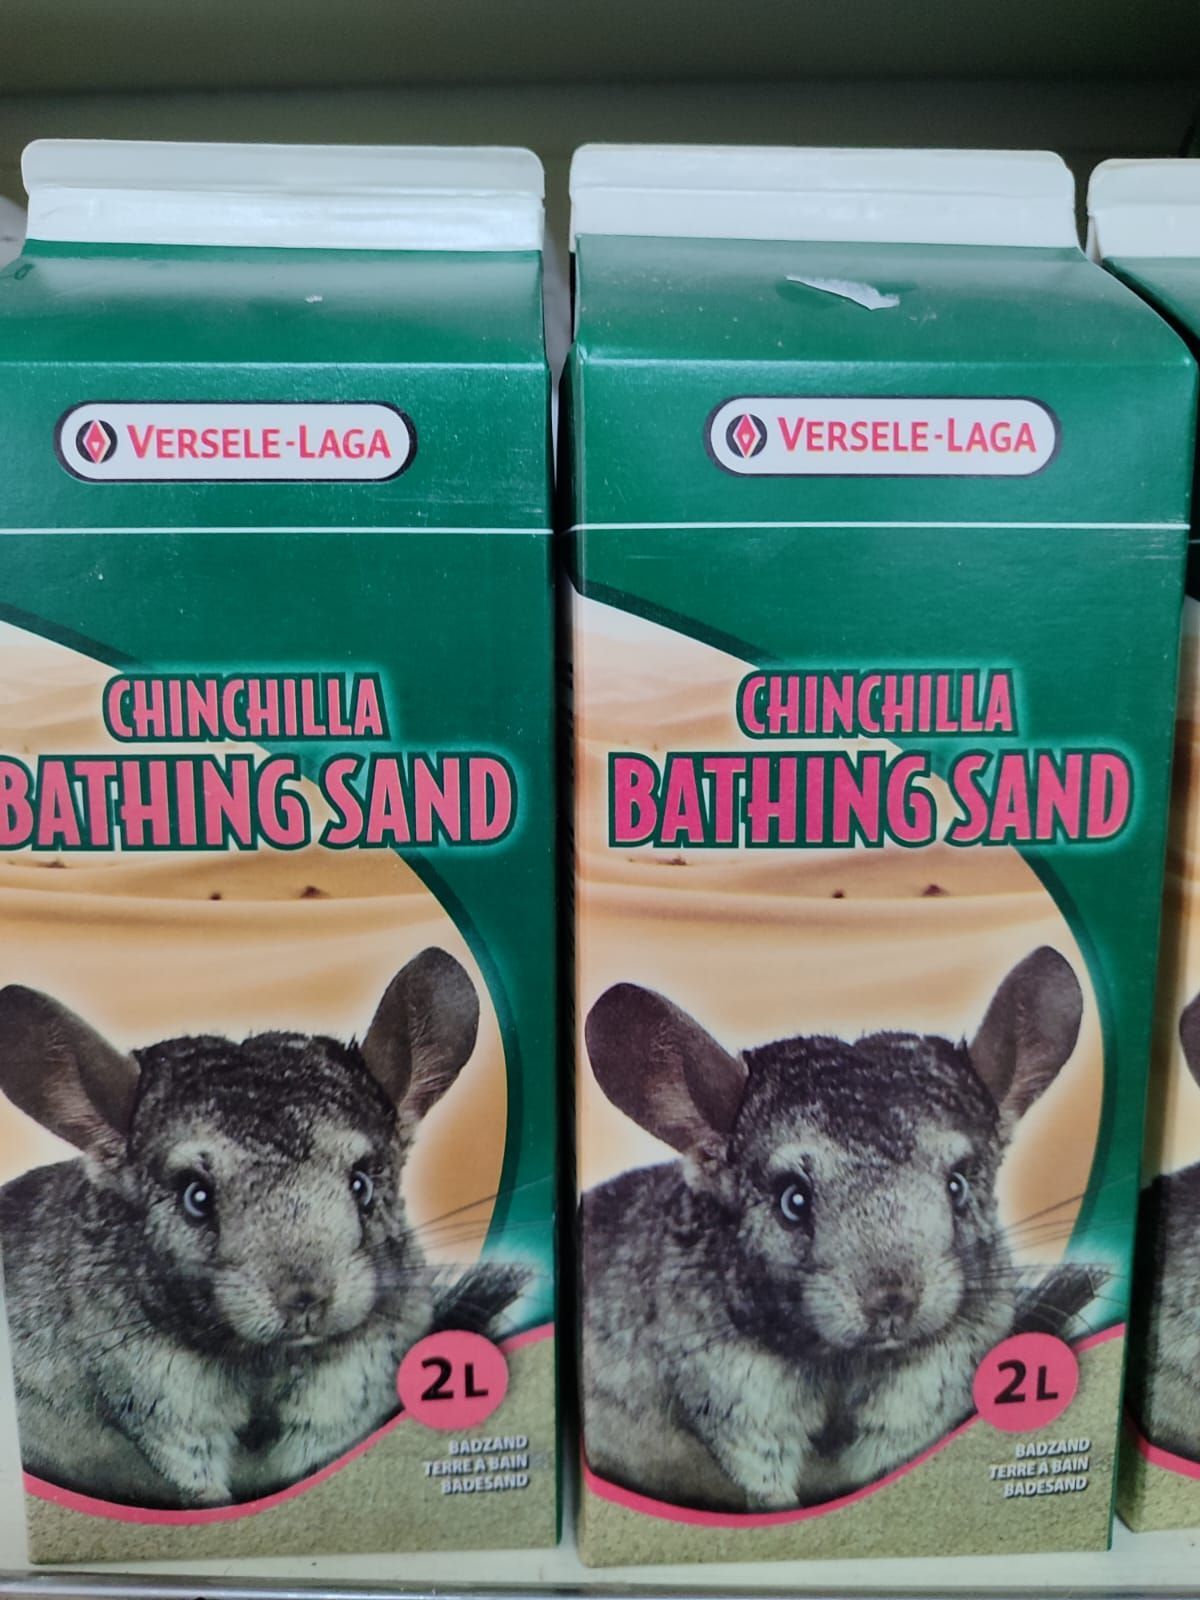 VERSELE-LAGA
CHINCHILLA
BATHING SAND
2L
BADZAND
TERRE A BAIN
BADESAND
VERSELE-LAGA
CHINCHILLA
BATHING SAND
2L
BADZAND
TERRE A BAIN
BADESAND